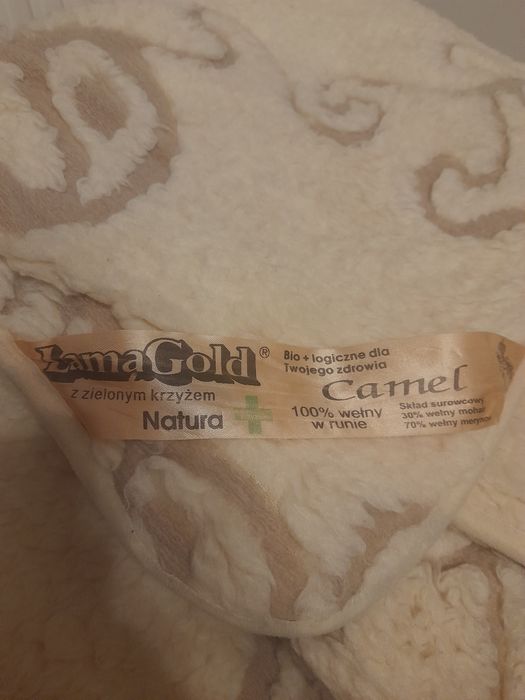 ŁamaGold®
z zielonym krzyżem
Natura
Bio + logiczne dla
Twojego zdrowia
Camel
100% wełny
w runie
Skład surowcowy
30% wełny mohair
70% wełny merynos